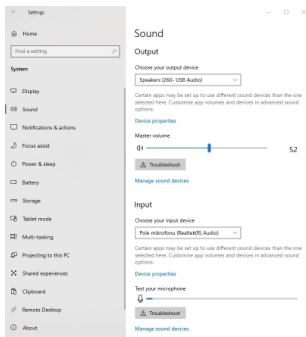 Settings
Home
Find a setting
System
Display
Sound
Notifications & actions
Focus assist
Power & sleep
Battery
Storage
Tablet mode
Multi-tasking
Projecting to this PC
Shared experiences
Clipboard
Remote Desktop
About
Sound
Output
Choose your output device
Speakers (260- USB Audio)
Certain apps may be set up to use different sound devices than the one
selected here. Customise app volumes and devices in advanced sound
options.
Device properties
Master volume
52
Troubleshoot
Manage sound devices
Input
Choose your input device
Pole mikrofonu (Realtek(R) Audio)
Certain apps may be set up to use different sound devices than the one
selected here. Customise app volumes and devices in advanced sound
options.
Device properties
Test your microphone
Troubleshoot
Manage sound devices